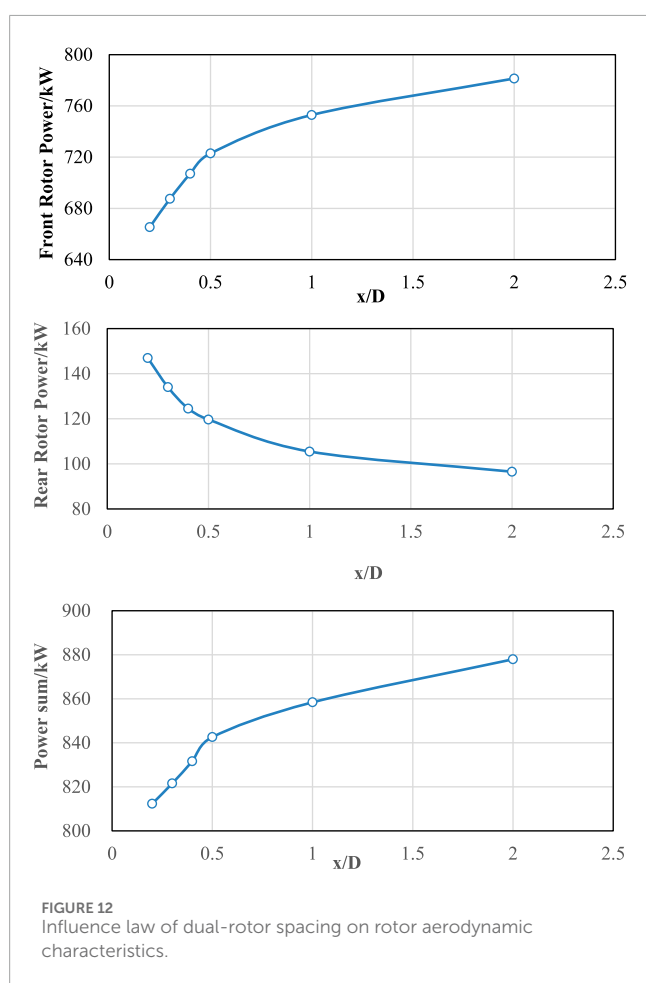 Front Rotor Power/kW
800
760
720
680
640
0 0.5 1 1.5 2 2.5
x/D
Rear Rotor Power/kW
160
140
120
100
80
0 0.5 1 1.5 2 2.5
x/D
Power sum/kW
900
880
860
840
820
800
0 0.5 1 1.5 2 2.5
x/D
FIGURE 12
Influence law of dual-rotor spacing on rotor aerodynamic
characteristics.